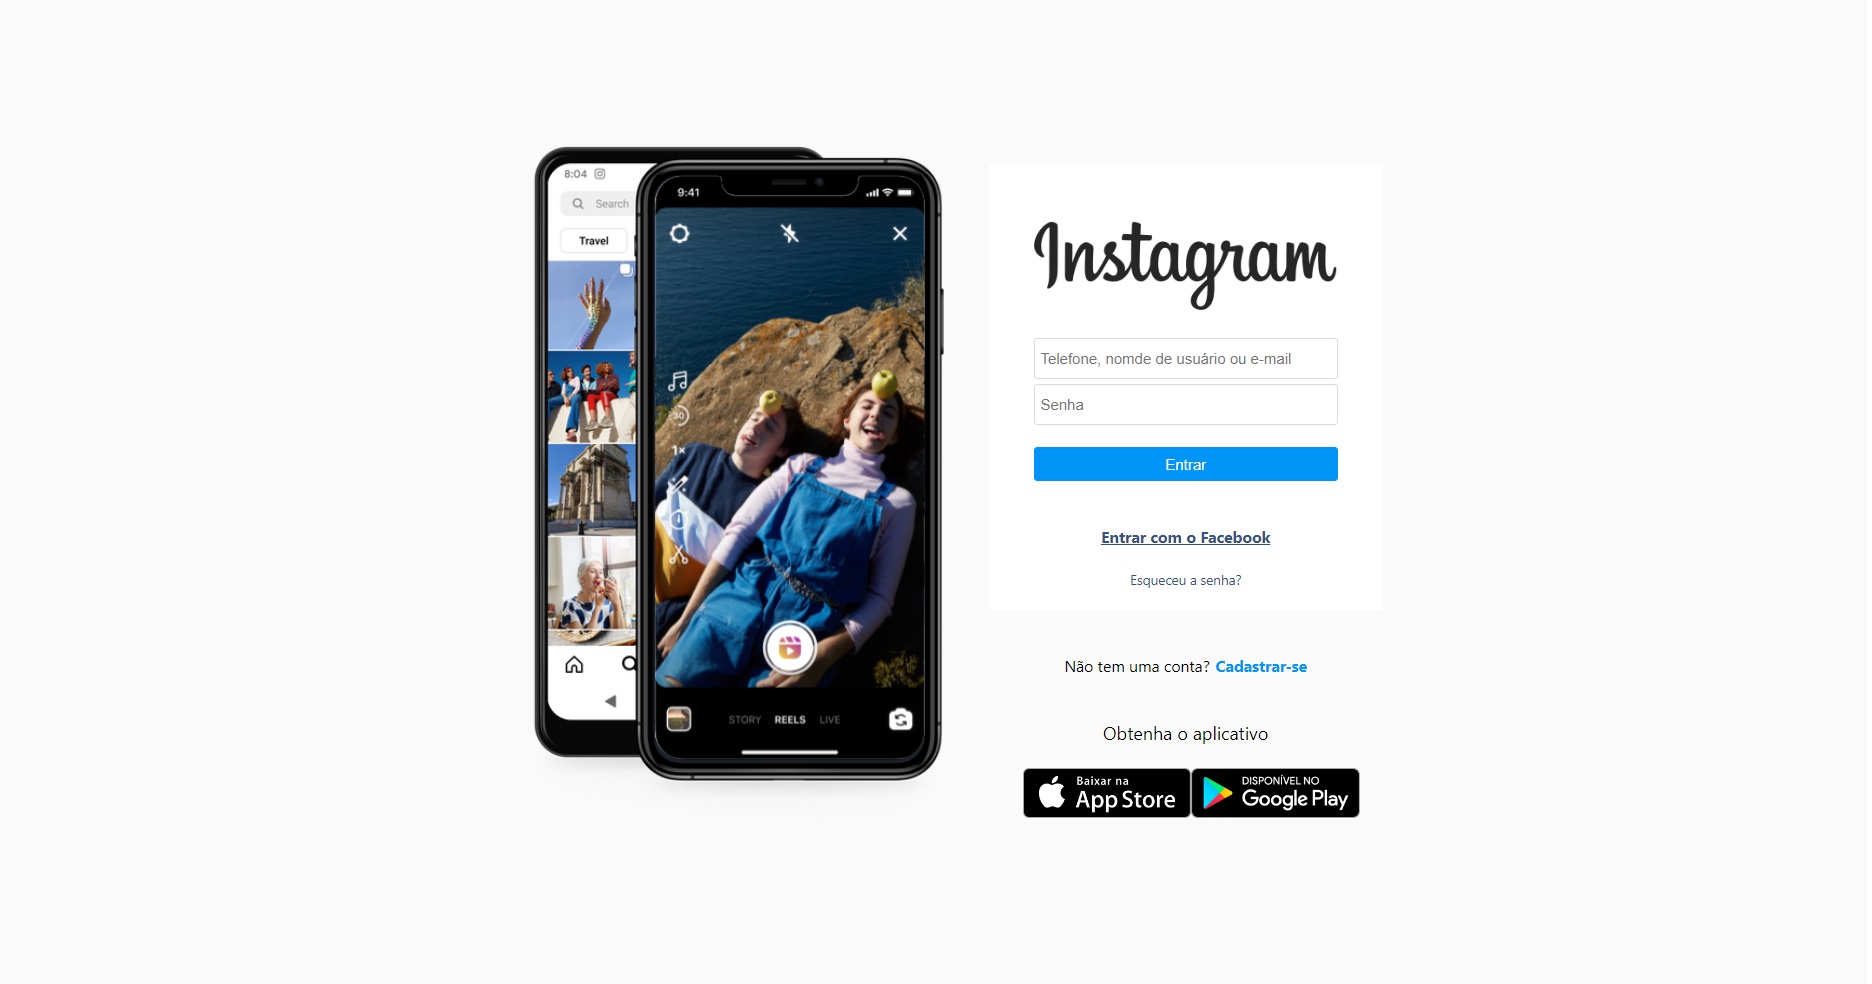 8:04
Search
Travel
9:41
30
1×
STORY REELS LIVE
Instagram
Telefone, nomde de usuário ou e-mail
Senha
Entrar
Entrar com o Facebook
Esqueceu a senha?
Não tem uma conta? Cadastrar-se
Obtenha o aplicativo
Baixar na
App Store
DISPONÍVEL NO
Google Play